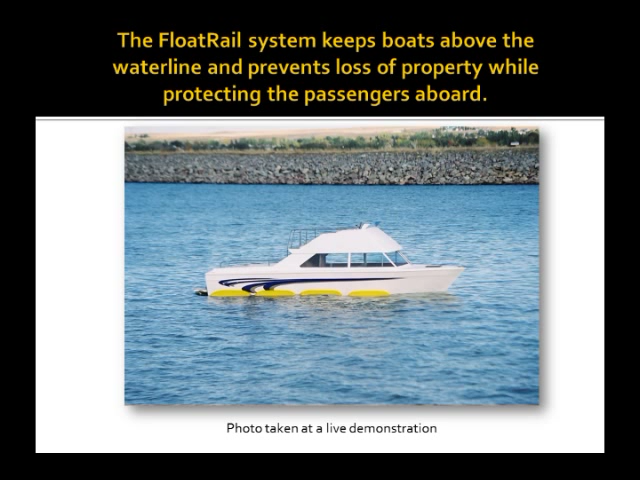 The FloatRail system keeps boats above the
waterline and prevents loss of property while
protecting the passengers aboard.
Photo taken at a live demonstration